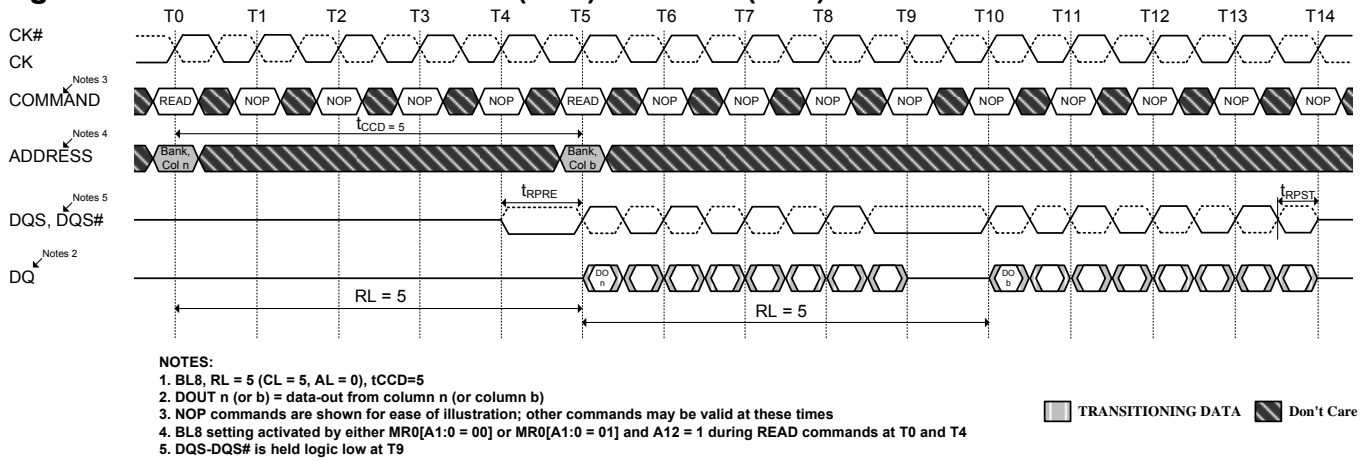 T0 T1 T2 T3 T4 T5 T6 T7 T8 T9 T10 T11 T12 T13 T14
CK#
CK
Notes 3
COMMAND READ NOP NOP NOP NOP READ NOP NOP NOP NOP NOP NOP NOP NOP NOP
tCCD = 5
Notes 4
ADDRESS Bank, Col n Bank, Col b
tRPRE tRPST
Notes 5
DQS, DQS#
Notes 2
DQ DO n DO b
RL = 5 RL = 5
NOTES:
1. BL8, RL = 5 (CL = 5, AL = 0), tCCD=5
2. DOUT n (or b) = data-out from column n (or column b)
3. NOP commands are shown for ease of illustration; other commands may be valid at these times
4. BL8 setting activated by either MR0[A1:0 = 00] or MR0[A1:0 = 01] and A12 = 1 during READ commands at T0 and T4
5. DQS-DQS# is held logic low at T9
TRANSITIONING DATA Don't Care